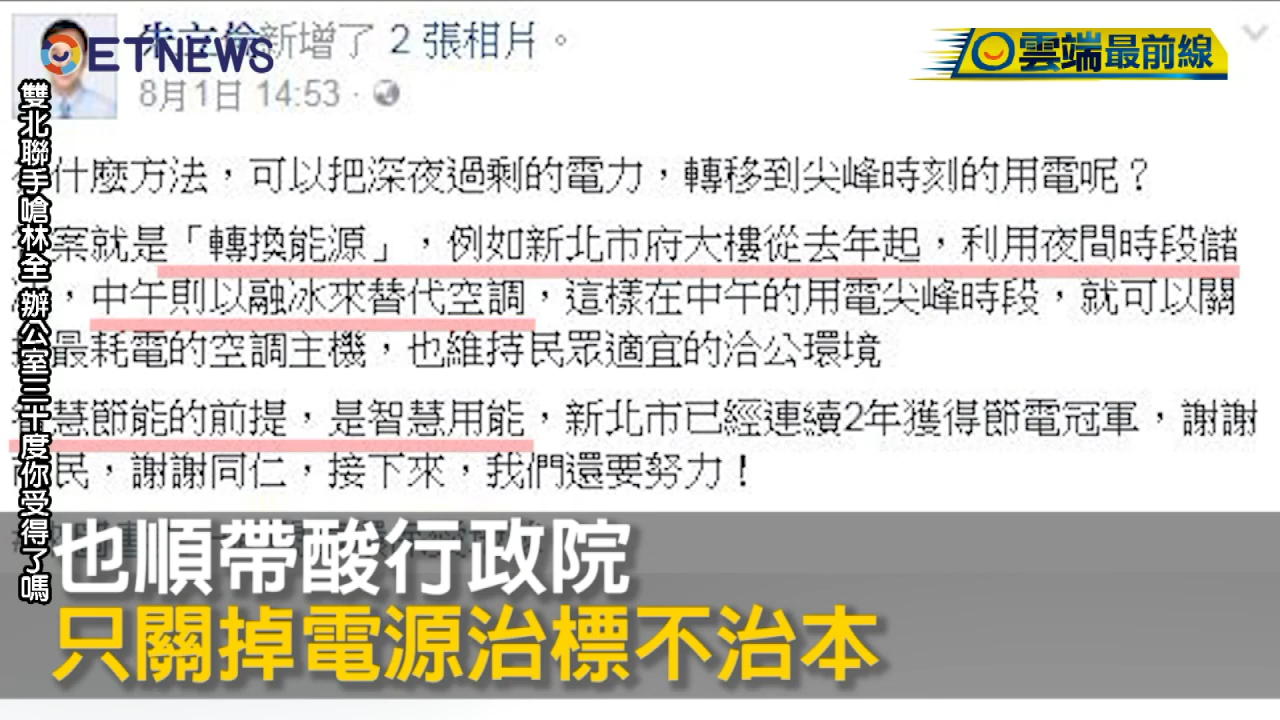 ETNEWS
新增了 2 張相片。
8月1日 14:53
雲端最前線
雙北聯手嗆林全 辦公室三十度你受得了嗎
什麼方法，可以把深夜過剩的電力，轉移到尖峰時刻的用電呢？
案就是「轉換能源」，例如新北市府大樓從去年起，利用夜間時段儲
，中午則以融冰來替代空調，這樣在中午的用電尖峰時段，就可以關
最耗電的空調主機，也維持民眾適宜的洽公環境
慧節能的前提，是智慧用能，新北市已經連續2年獲得節電冠軍，謝謝
民，謝謝同仁，接下來，我們還要努力！
也順帶酸行政院
只關掉電源治標不治本